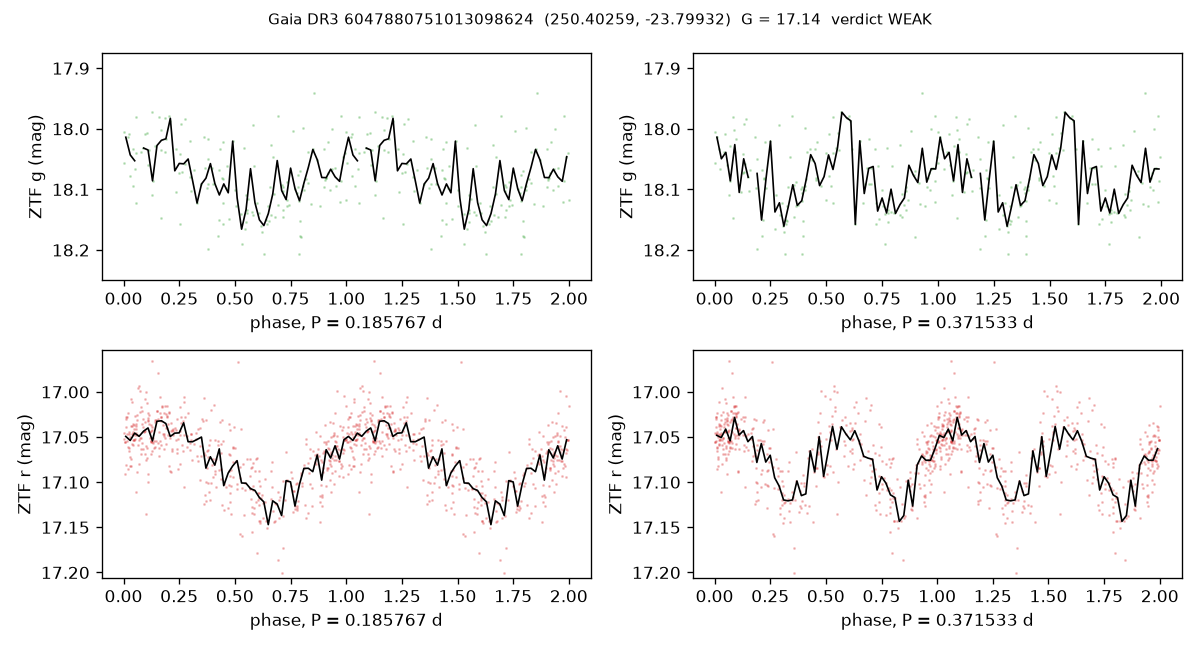 Gaia DR3 6047880751013098624 (250.40259, -23.79932) G = 17.14 verdict WEAK
17.9
18.0
18.1
18.2
ZTF g (mag)
0.00 0.25 0.50 0.75 1.00 1.25 1.50 1.75 2.00
phase, P = 0.185767 d
17.9
18.0
18.1
18.2
ZTF g (mag)
0.00 0.25 0.50 0.75 1.00 1.25 1.50 1.75 2.00
phase, P = 0.371533 d
17.00
17.05
17.10
17.15
17.20
ZTF r (mag)
0.00 0.25 0.50 0.75 1.00 1.25 1.50 1.75 2.00
phase, P = 0.185767 d
17.00
17.05
17.10
17.15
17.20
ZTF r (mag)
0.00 0.25 0.50 0.75 1.00 1.25 1.50 1.75 2.00
phase, P = 0.371533 d